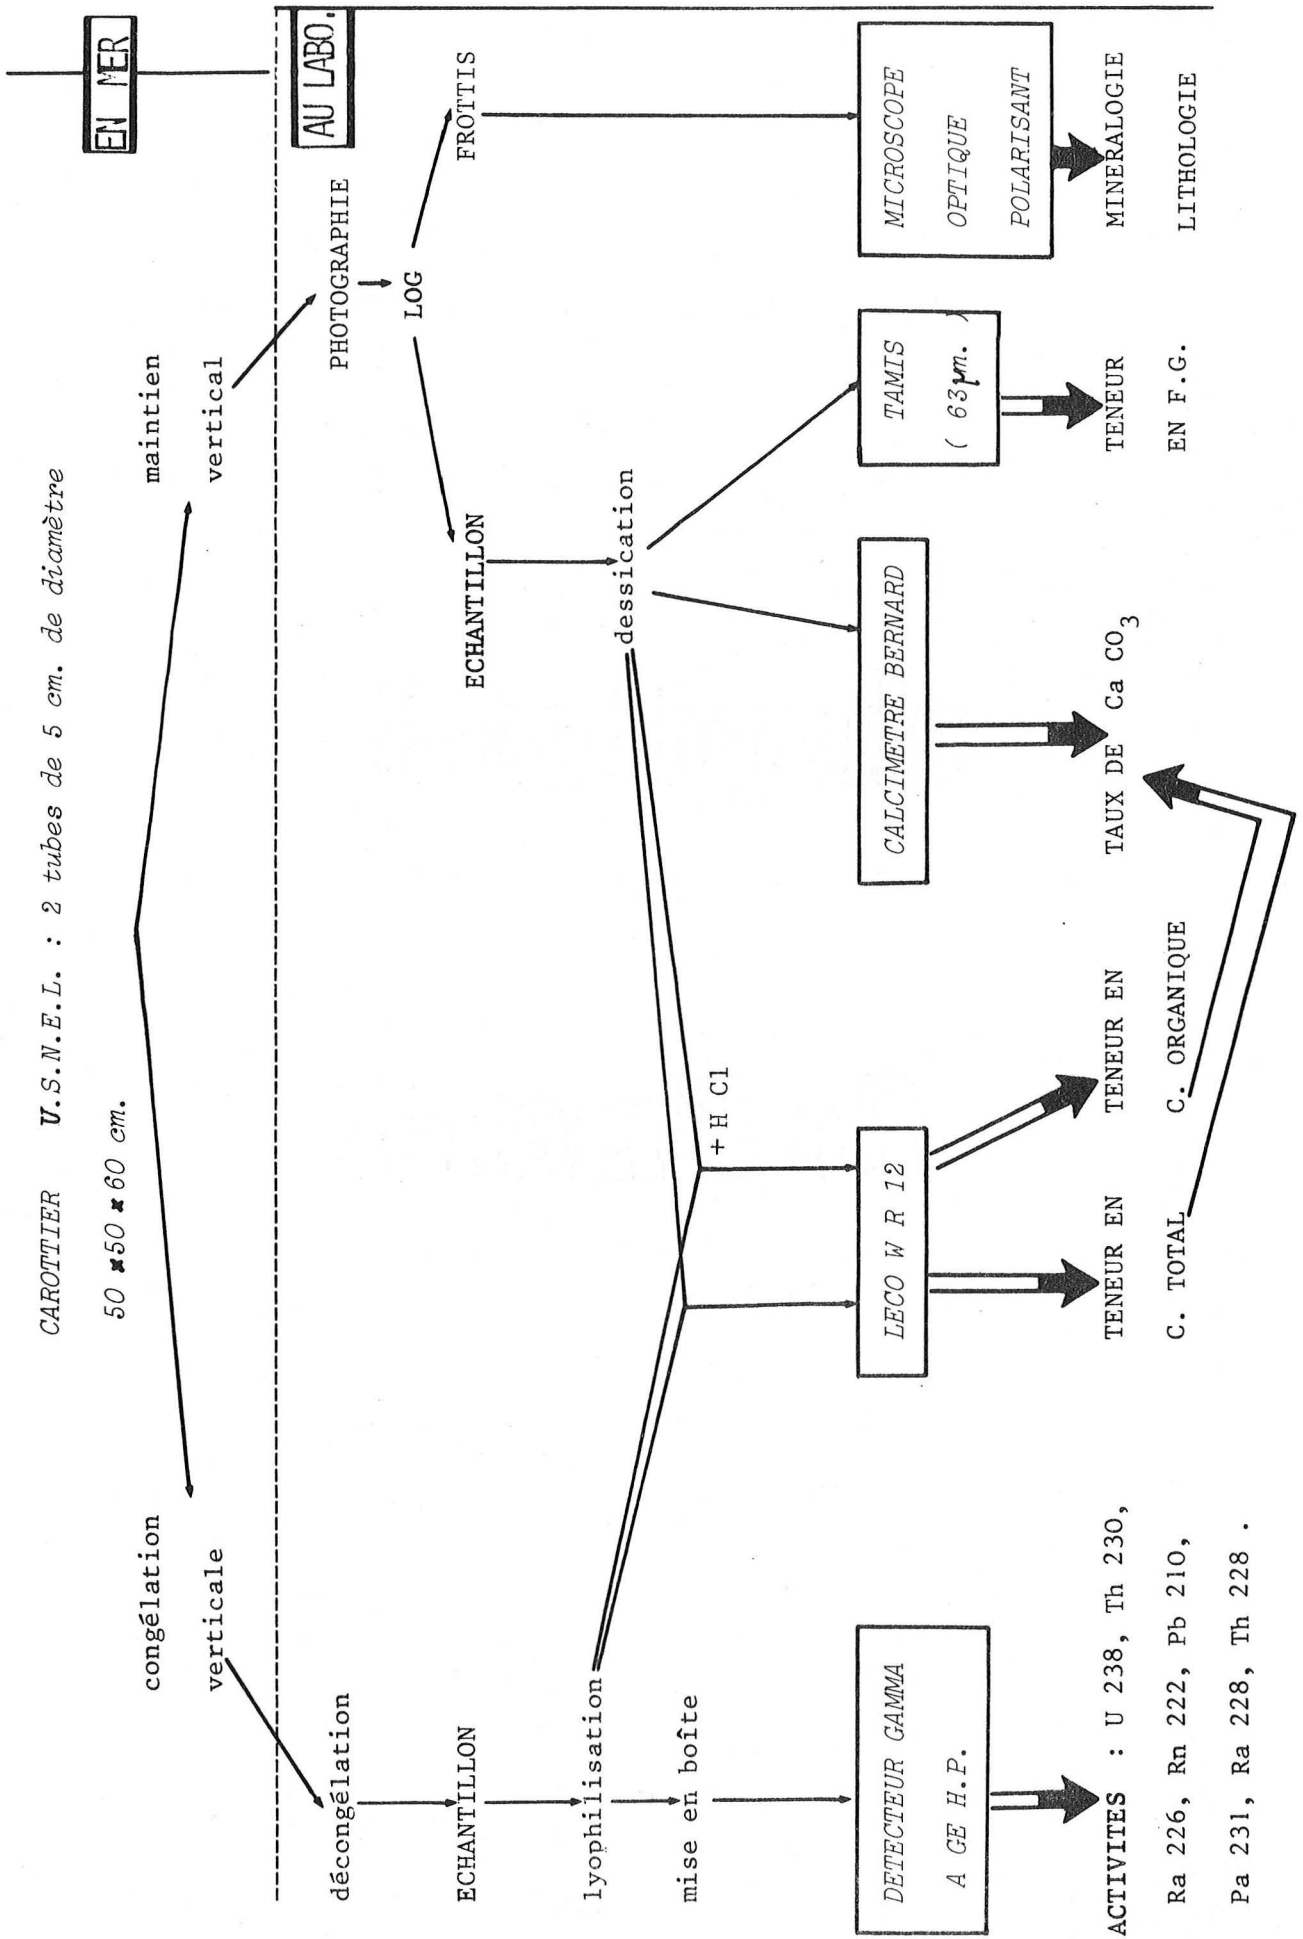 CAROTTIER U.S.N.E.L. : 2 tubes de 5 cm. de diamètre
50 x 50 x 60 cm.
EN MER
congélation
verticale
maintien
vertical
AU LABO.
décongélation
PHOTOGRAPHIE
LOG
ECHANTILLON
ECHANTILLON
FROTTIS
lyophilisation
dessication
mise en boîte
+ H Cl
DETECTEUR GAMMA
A GE H.P.
LECO W R 12
CALCIMETRE BERNARD
TAMIS
( 63µm. )
MICROSCOPE
OPTIQUE
POLARISANT
ACTIVITES : U 238, Th 230,
Ra 226, Rn 222, Pb 210,
Pa 231, Ra 228, Th 228 .
TENEUR EN
C. TOTAL
TENEUR EN
C. ORGANIQUE
TAUX DE Ca CO3
TENEUR
EN F.G.
MINERALOGIE
LITHOLOGIE